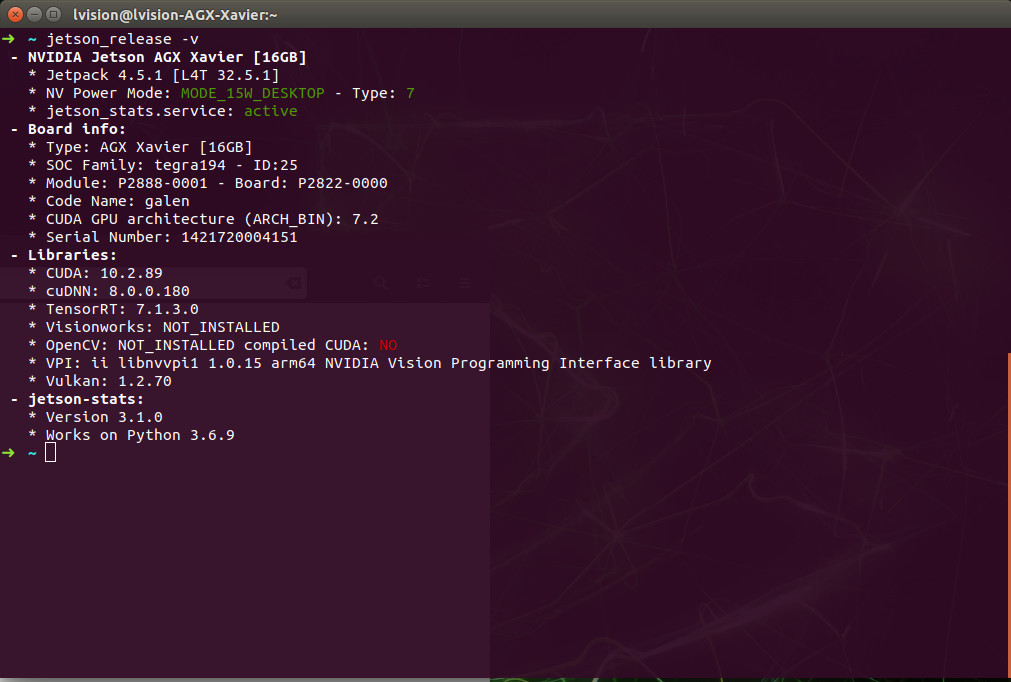 lvision@lvision-AGX-Xavier:~
➜ ~ jetson_release -v
- NVIDIA Jetson AGX Xavier [16GB]
* Jetpack 4.5.1 [L4T 32.5.1]
* NV Power Mode: MODE_15W_DESKTOP - Type: 7
* jetson_stats.service: active
- Board info:
* Type: AGX Xavier [16GB]
* SOC Family: tegra194 - ID:25
* Module: P2888-0001 - Board: P2822-0000
* Code Name: galen
* CUDA GPU architecture (ARCH_BIN): 7.2
* Serial Number: 1421720004151
- Libraries:
* CUDA: 10.2.89
* cuDNN: 8.0.0.180
* TensorRT: 7.1.3.0
* Visionworks: NOT_INSTALLED
* OpenCV: NOT_INSTALLED compiled CUDA: NO
* VPI: ii libnvvpi1 1.0.15 arm64 NVIDIA Vision Programming Interface library
* Vulkan: 1.2.70
- jetson-stats:
* Version 3.1.0
* Works on Python 3.6.9
➜ ~